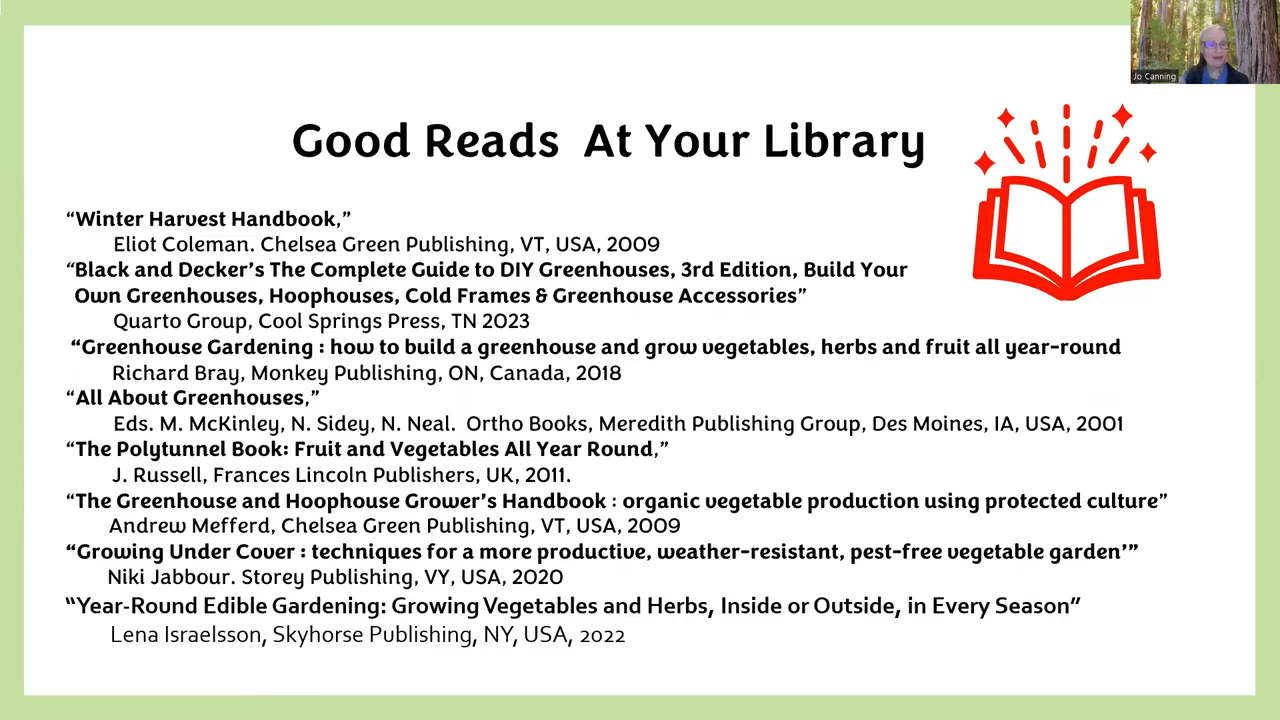 Jo Canning
Good Reads At Your Library
“Winter Harvest Handbook,”
Eliot Coleman. Chelsea Green Publishing, VT, USA, 2009
“Black and Decker’s The Complete Guide to DIY Greenhouses, 3rd Edition, Build Your
Own Greenhouses, Hoophouses, Cold Frames & Greenhouse Accessories”
Quarto Group, Cool Springs Press, TN 2023
“Greenhouse Gardening : how to build a greenhouse and grow vegetables, herbs and fruit all year-round
Richard Bray, Monkey Publishing, ON, Canada, 2018
“All About Greenhouses,”
Eds. M. McKinley, N. Sidey, N. Neal. Ortho Books, Meredith Publishing Group, Des Moines, IA, USA, 2001
“The Polytunnel Book: Fruit and Vegetables All Year Round,”
J. Russell, Frances Lincoln Publishers, UK, 2011.
“The Greenhouse and Hoophouse Grower’s Handbook : organic vegetable production using protected culture”
Andrew Mefferd, Chelsea Green Publishing, VT, USA, 2009
“Growing Under Cover : techniques for a more productive, weather-resistant, pest-free vegetable garden’”
Niki Jabbour. Storey Publishing, VY, USA, 2020
“Year-Round Edible Gardening: Growing Vegetables and Herbs, Inside or Outside, in Every Season”
Lena Israelsson, Skyhorse Publishing, NY, USA, 2022